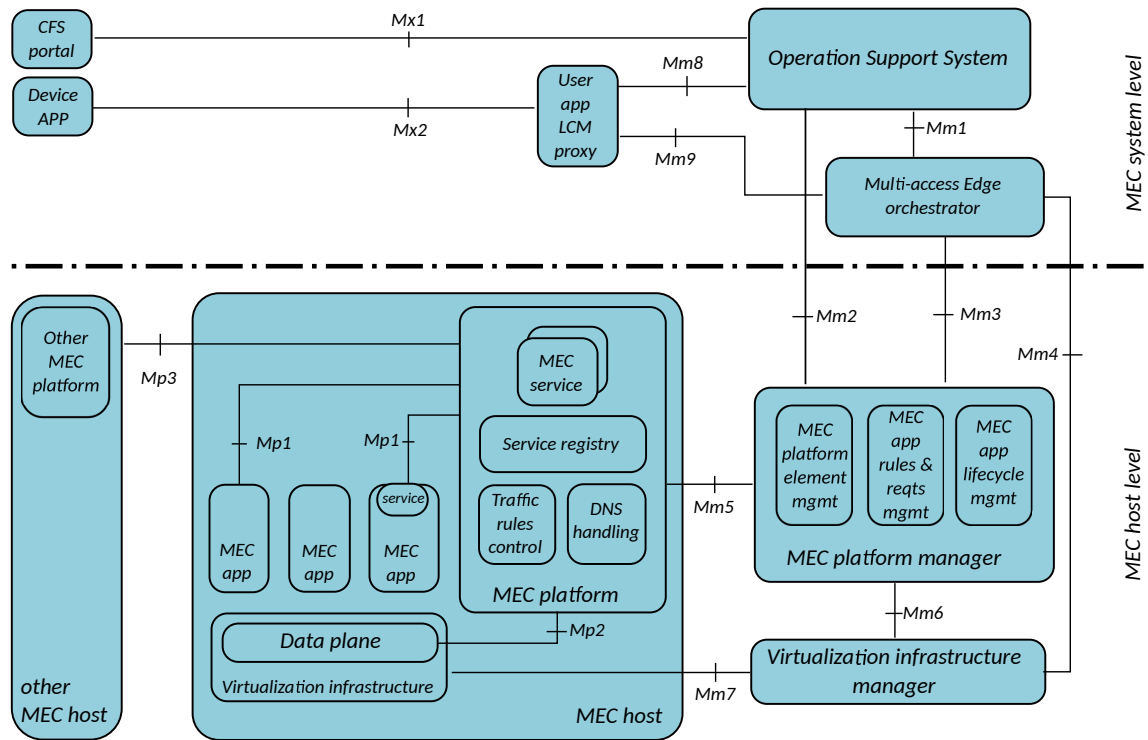 CFS
portal
Mx1
Operation Support System
Device
APP
Mx2
User
app
LCM
proxy
Mm8
Mm9
Mm1
Multi-access Edge
orchestrator
MEC system level
Other
MEC
platform
Mp3
other
MEC host
MEC
service
Service registry
Traffic
rules
control
DNS
handling
MEC platform
Mp1
Mp1
MEC
app
MEC
app
service
MEC
app
Data plane
Virtualization infrastructure
Mp2
MEC host
Mm2
Mm3
Mm4
Mm5
MEC
platform
element
mgmt
MEC
app
rules &
reqts
mgmt
MEC
app
lifecycle
mgmt
MEC platform manager
Mm6
Mm7
Virtualization infrastructure
manager
MEC host level